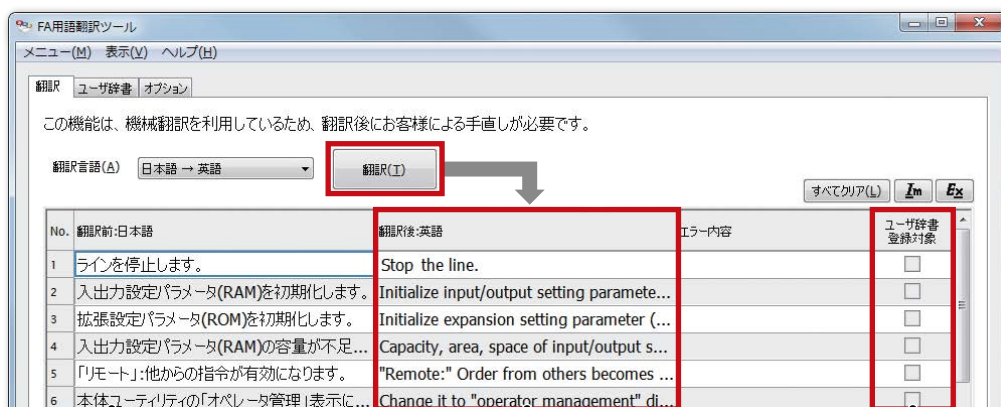 FA用語翻訳ツール
メニュー(M) 表示(V) ヘルプ(H)
翻訳 ユーザ辞書 オプション
この機能は、機械翻訳を利用しているため、翻訳後にお客様による手直しが必要です。
翻訳言語(A) 日本語 → 英語 翻訳(T)
すべてクリア(L) Im Ex
No. 翻訳前:日本語 翻訳後:英語 エラー内容 ユーザ辞書
登録対象
1 ラインを停止します。 Stop the line.
2 入出力設定パラメータ(RAM)を初期化します。 Initialize input/output setting paramete...
3 拡張設定パラメータ(ROM)を初期化します。 Initialize expansion setting parameter (...
4 入出力設定パラメータ(RAM)の容量が不足... Capacity, area, space of input/output s...
5 「リモート」:他からの指令が有効になります。 "Remote:" Order from others becomes ...
6 本体ユーティリティの「オペレータ管理」表示に... Change it to "operator management" di...